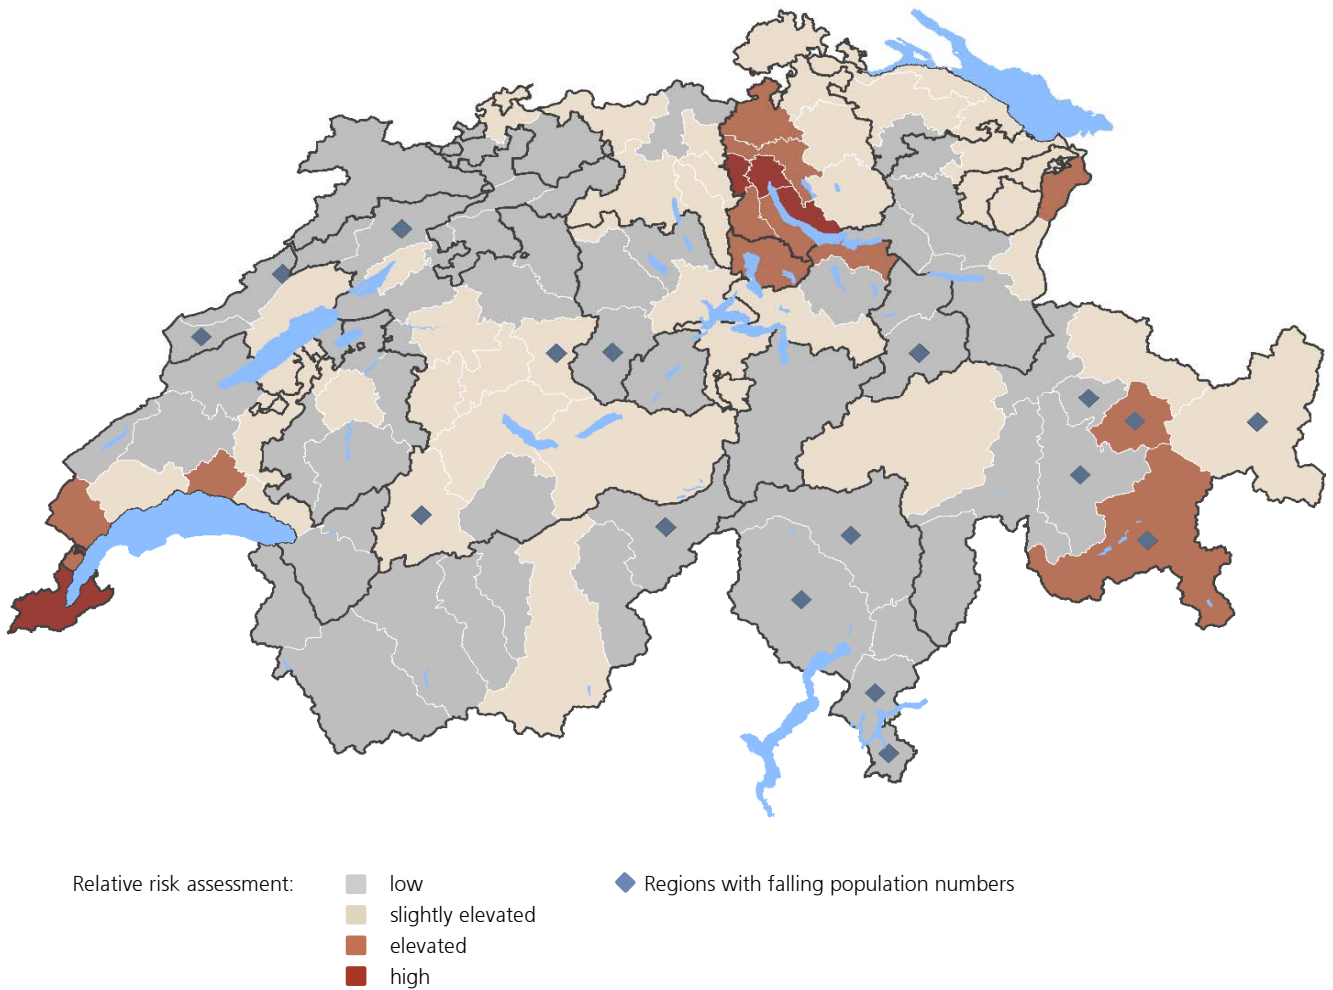 Relative risk assessment:
low
slightly elevated
elevated
high
Regions with falling population numbers